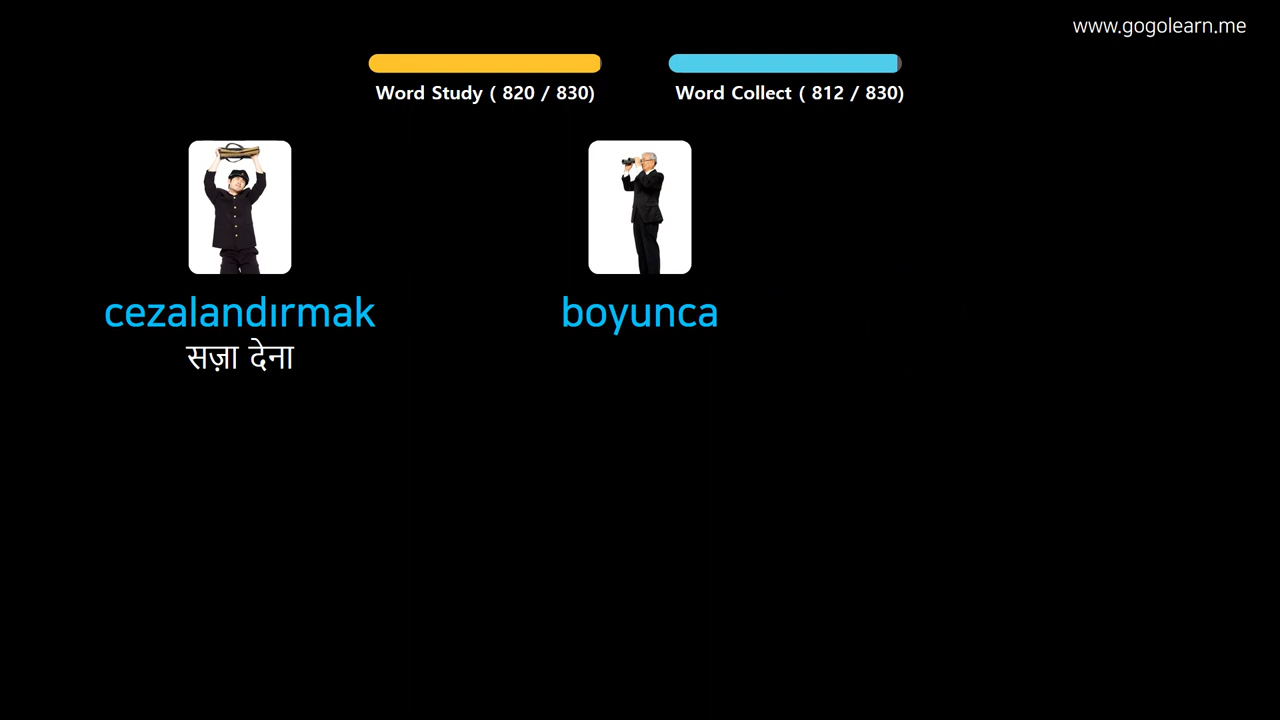 www.gogolearn.me
Word Study ( 820 / 830)
Word Collect ( 812 / 830)
cezalandırmak
सज़ा देना
boyunca